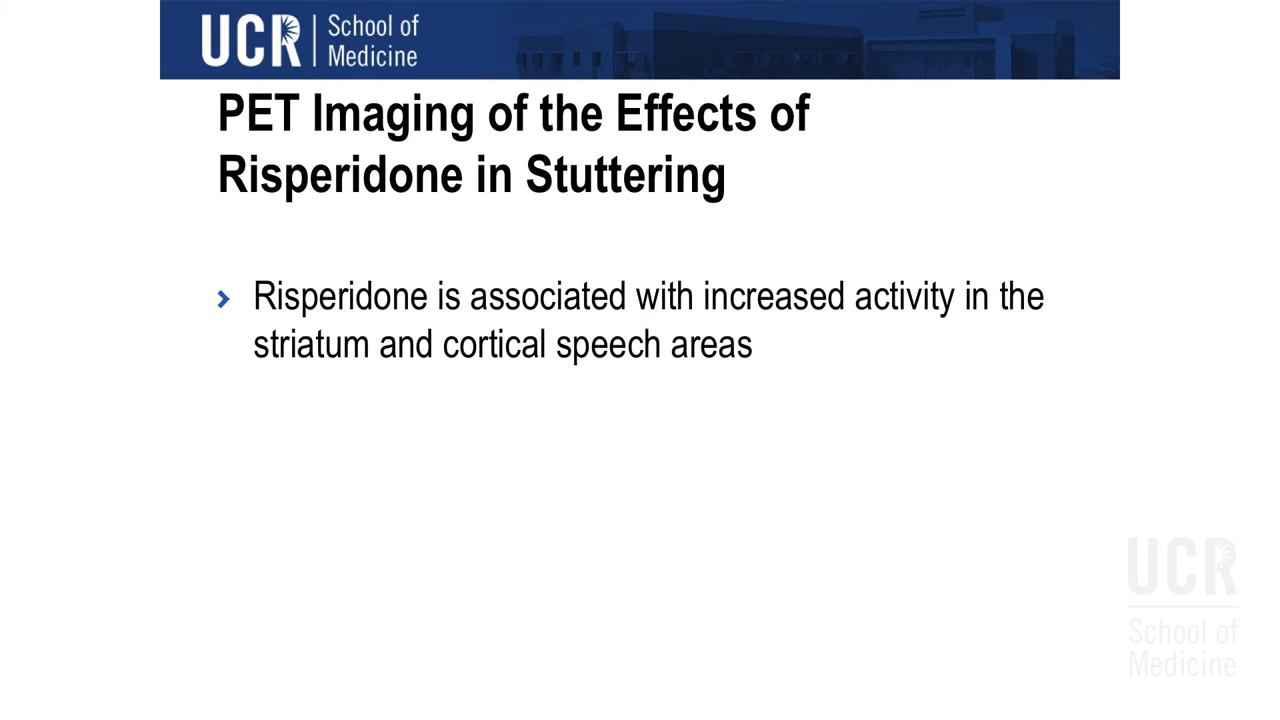 UCR
School of
Medicine
PET Imaging of the Effects of
Risperidone in Stuttering
Risperidone is associated with increased activity in the
striatum and cortical speech areas
UCR
School of
Medicine